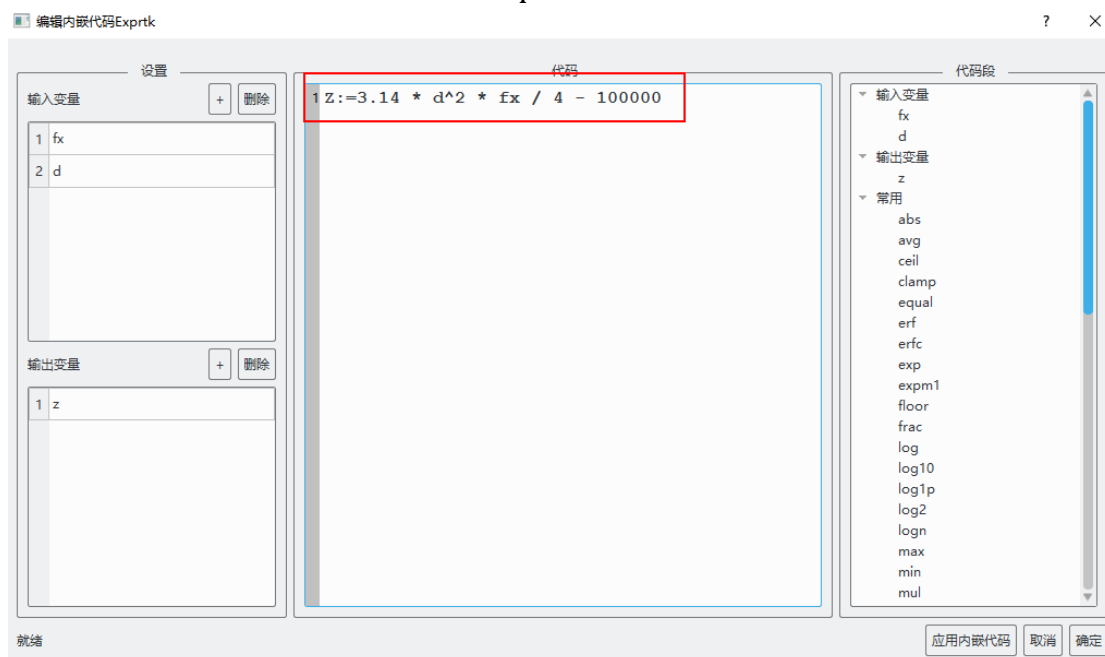 编辑内嵌代码Exprtk
? ×
设置
输入变量
+
删除
1 fx
2 d
输出变量
+
删除
1 z
代码
1 Z:=3.14 * d^2 * fx / 4 - 100000
代码段
输入变量
fx
d
输出变量
z
常用
abs
avg
ceil
clamp
equal
erf
erfc
exp
expm1
floor
frac
log
log10
log1p
log2
logn
max
min
mul
就绪
应用内嵌代码
取消
确定